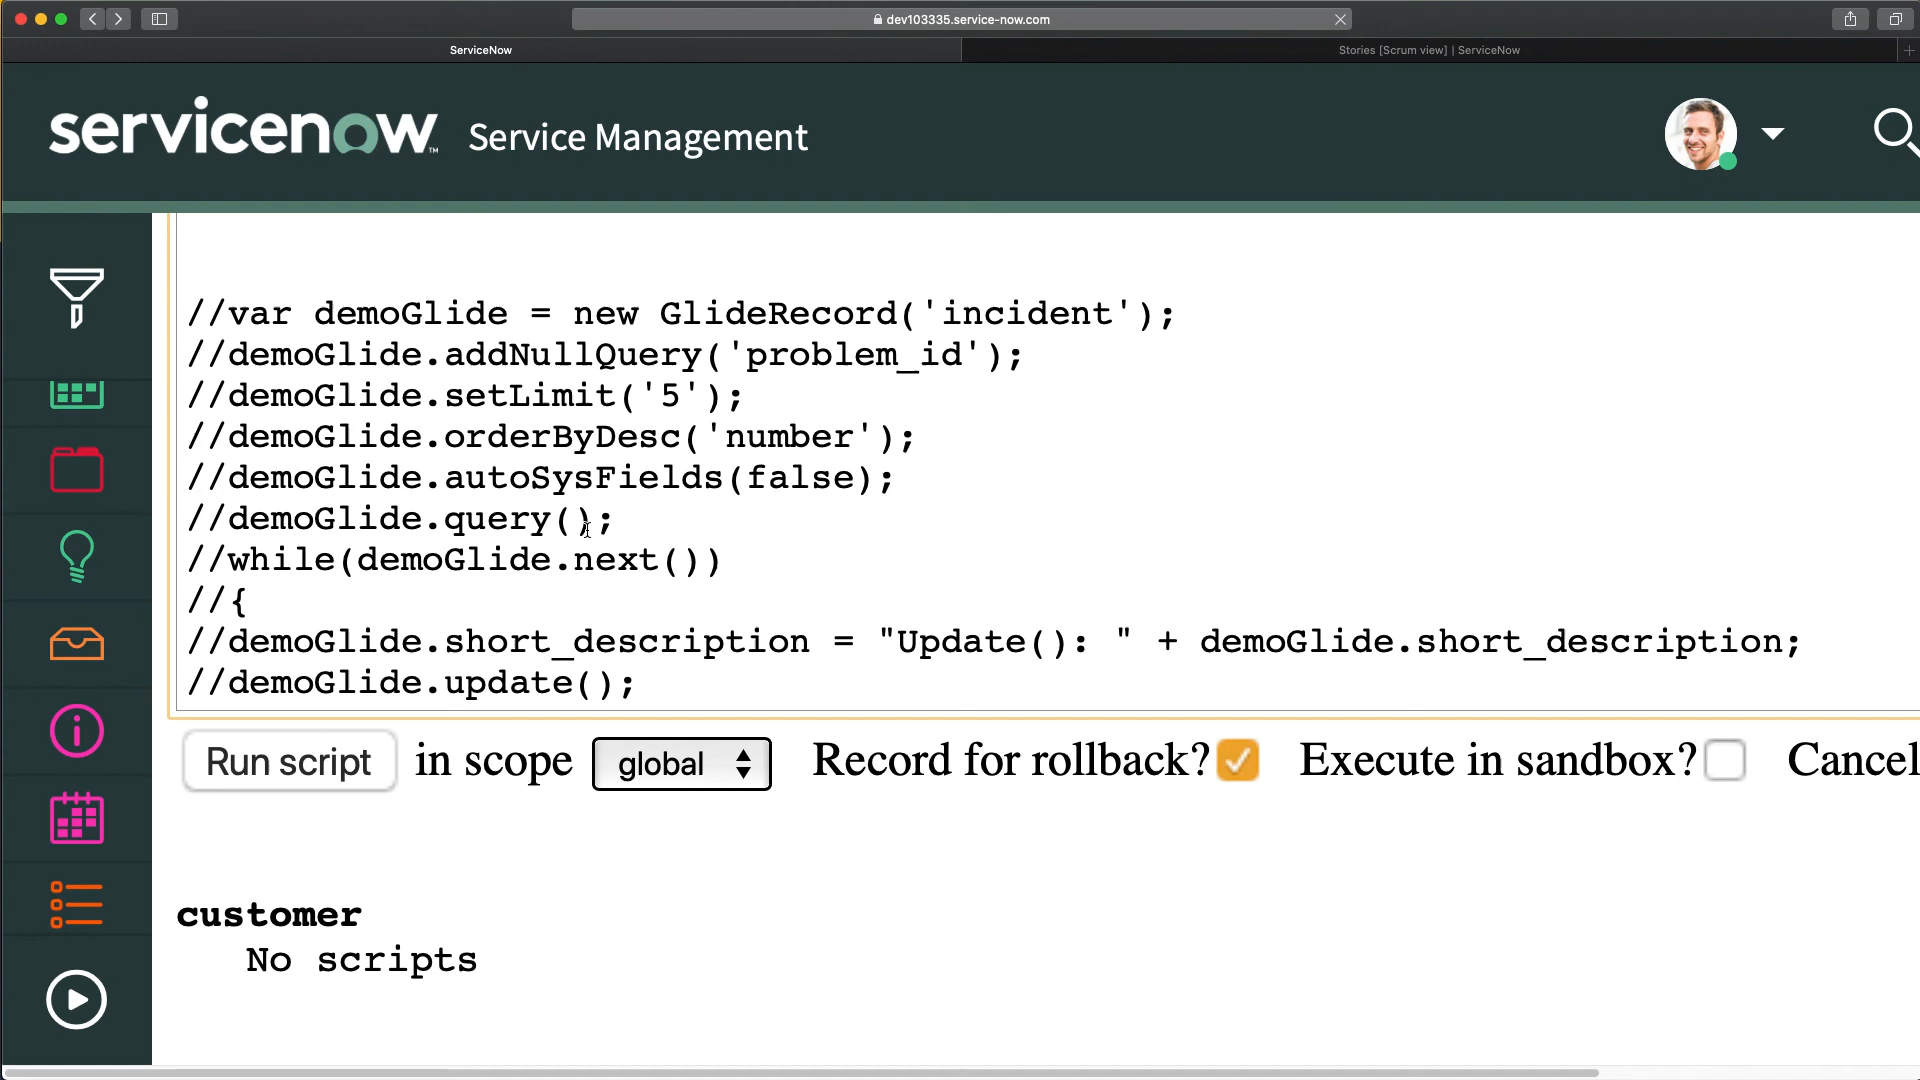 dev103335.service-now.com
ServiceNow
Stories [Scrum view] | ServiceNow
servicenow™ Service Management
//var demoGlide = new GlideRecord('incident');
//demoGlide.addNullQuery('problem_id');
//demoGlide.setLimit('5');
//demoGlide.orderByDesc('number');
//demoGlide.autoSysFields(false);
//demoGlide.query();
//while(demoGlide.next())
//{
//demoGlide.short_description = "Update(): " + demoGlide.short_description;
//demoGlide.update();
Run script in scope global Record for rollback? Execute in sandbox? Cancel
customer
No scripts